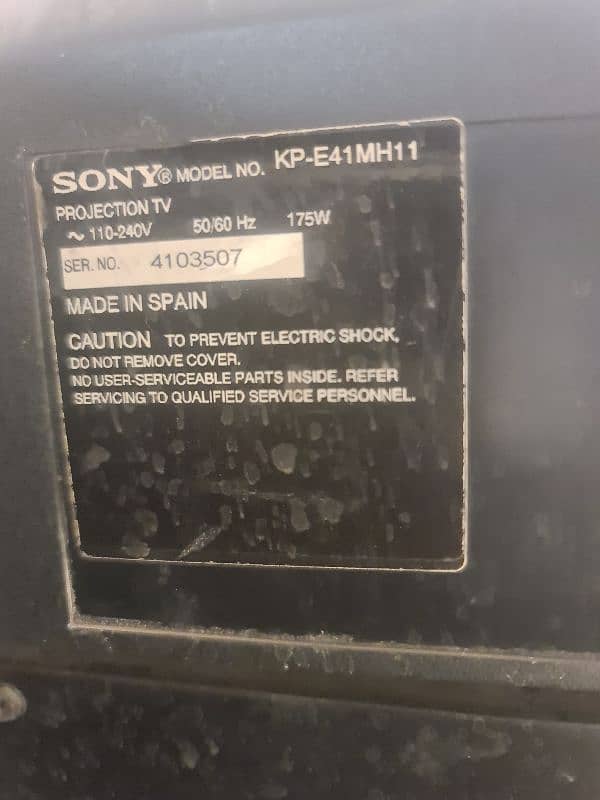 SONY® MODEL NO. KP-E41MH11
PROJECTION TV
~ 110-240V 50/60 Hz 175W
SER. NO. 4103507
MADE IN SPAIN
CAUTION TO PREVENT ELECTRIC SHOCK,
DO NOT REMOVE COVER.
NO USER-SERVICEABLE PARTS INSIDE. REFER
SERVICING TO QUALIFIED SERVICE PERSONNEL.